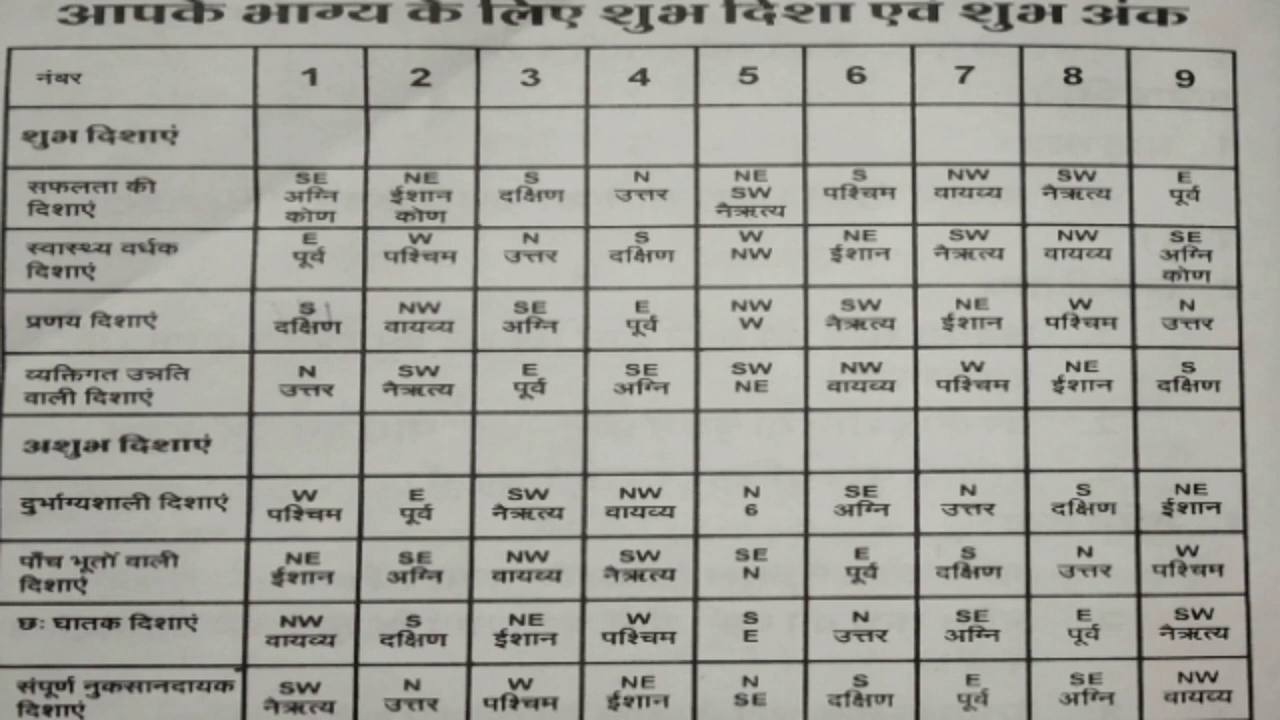 आपके भाग्य के लिए शुभ दिशा एवं शुभ अंक
नंबर 1 2 3 4 5 6 7 8 9
शुभ दिशाएं
सफलता की SE NE S N NE S NW SW E
दिशाएं अग्नि ईशान दक्षिण उत्तर SW पश्चिम वायव्य नैऋत्य पूर्व
कोण कोण नैऋत्य
स्वास्थ्य वर्धक E W N S W NE SW NW SE
दिशाएं पूर्व पश्चिम उत्तर दक्षिण NW ईशान नैऋत्य वायव्य अग्नि
कोण
प्रणय दिशाएं S NW SE E NW SW NE W N
दक्षिण वायव्य अग्नि पूर्व W नैऋत्य ईशान पश्चिम उत्तर
व्यक्तिगत उन्नति N SW E SE SW NW W NE S
वाली दिशाएं उत्तर नैऋत्य पूर्व अग्नि NE वायव्य पश्चिम ईशान दक्षिण
अशुभ दिशाएं
दुर्भाग्यशाली दिशाएं W E SW NW N SE N S NE
पश्चिम पूर्व नैऋत्य वायव्य 6 अग्नि उत्तर दक्षिण ईशान
पाँच भूतों वाली NE SE NW SW SE E S N W
दिशाएं ईशान अग्नि वायव्य नैऋत्य N पूर्व दक्षिण उत्तर पश्चिम
छः घातक दिशाएं NW S NE W S N SE E SW
वायव्य दक्षिण ईशान पश्चिम E उत्तर अग्नि पूर्व नैऋत्य
संपूर्ण नुकसानदायक SW N W NE N S E SE NW
दिशाएं नैऋत्य उत्तर पश्चिम ईशान SE दक्षिण पूर्व अग्नि वायव्य